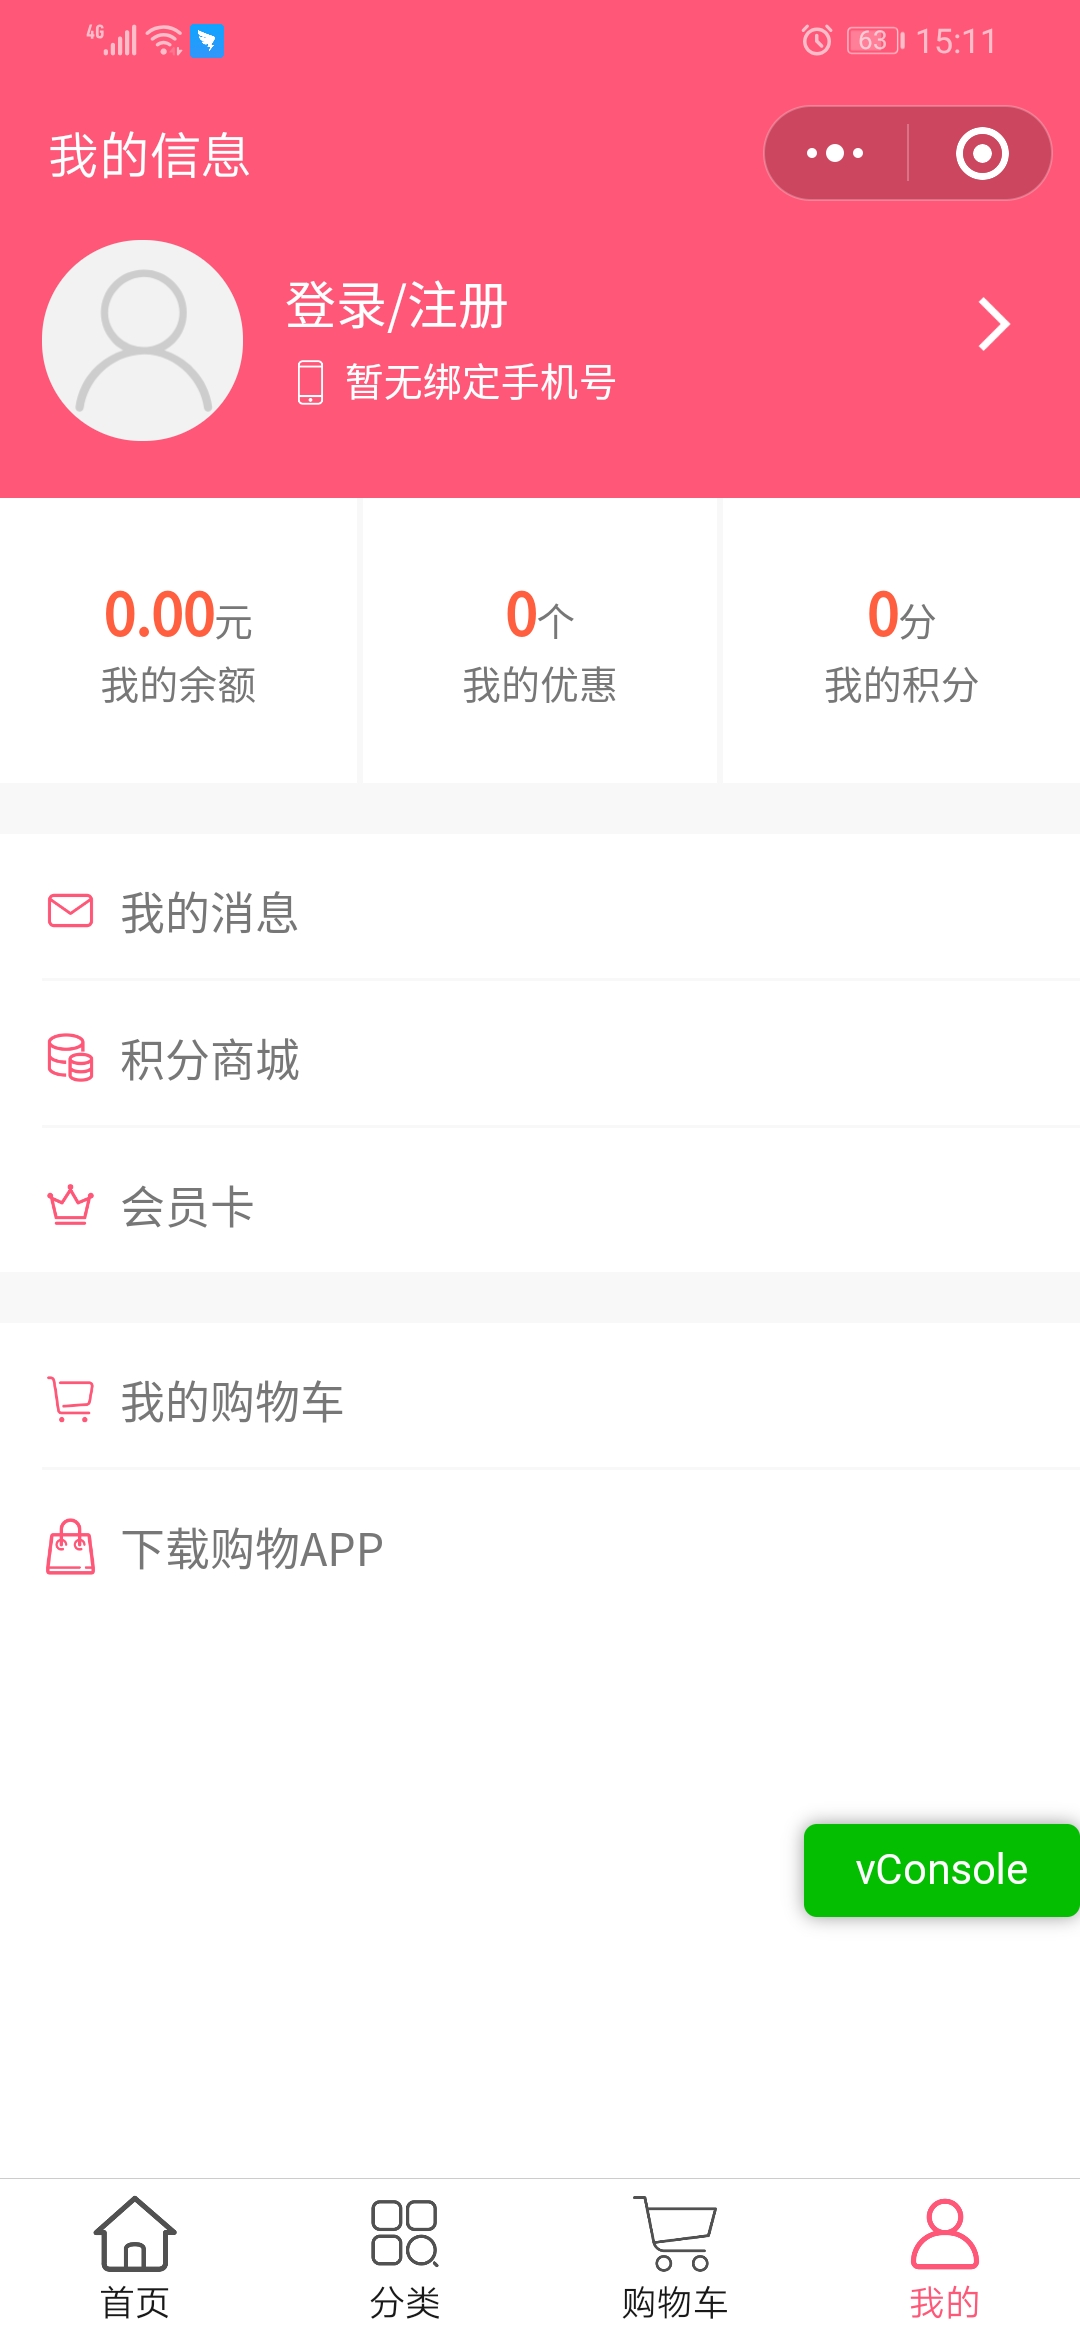 4G 63 15:11
我的信息
登录/注册
暂无绑定手机号
0.00元 0个 0分
我的余额 我的优惠 我的积分
我的消息
积分商城
会员卡
我的购物车
下载购物APP
vConsole
首页 分类 购物车 我的